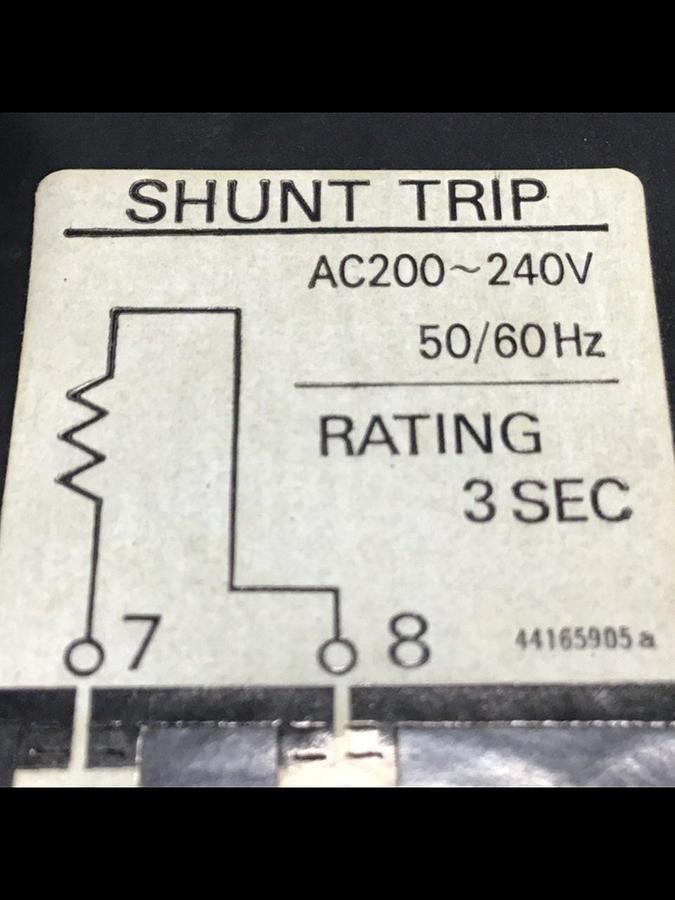 SHUNT TRIP
AC200~240V
50/60Hz
RATING
3 SEC
7 8 44165905a